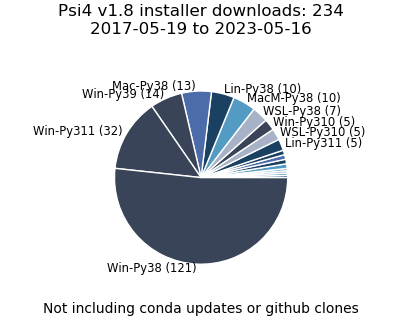 Psi4 v1.8 installer downloads: 234
2017-05-19 to 2023-05-16
Mac-Py38 (13)
Lin-Py38 (10)
Win-Py39 (14)
MacM-Py38 (10)
WSL-Py38 (7)
Win-Py310 (5)
Win-Py311 (32)
WSL-Py310 (5)
Lin-Py311 (5)
Win-Py38 (121)
Not including conda updates or github clones